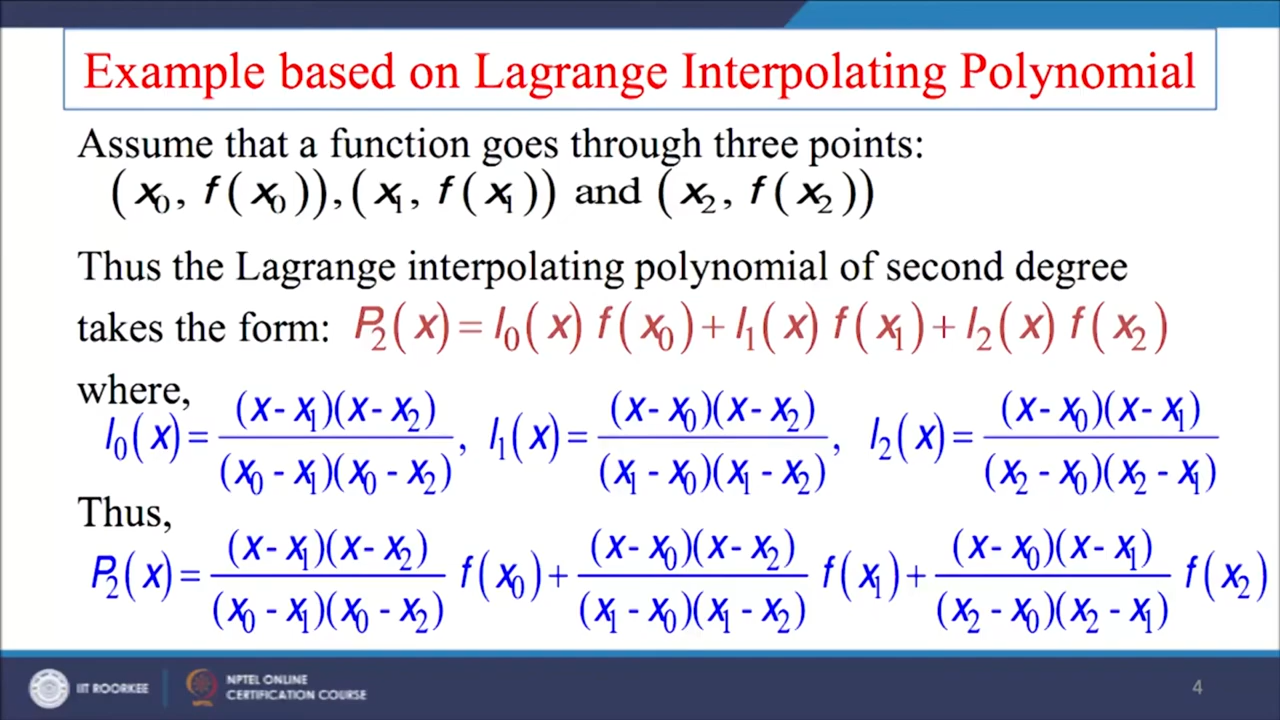 Example based on Lagrange Interpolating Polynomial
Assume that a function goes through three points:
(x₀, f(x₀)), (x₁, f(x₁)) and (x₂, f(x₂))
Thus the Lagrange interpolating polynomial of second degree
takes the form: P₂(x) = l₀(x) f(x₀) + l₁(x) f(x₁) + l₂(x) f(x₂)
where,
l₀(x) = (x - x₁)(x - x₂) / (x₀ - x₁)(x₀ - x₂), l₁(x) = (x - x₀)(x - x₂) / (x₁ - x₀)(x₁ - x₂), l₂(x) = (x - x₀)(x - x₁) / (x₂ - x₀)(x₂ - x₁)
Thus,
P₂(x) = (x - x₁)(x - x₂) / (x₀ - x₁)(x₀ - x₂) f(x₀) + (x - x₀)(x - x₂) / (x₁ - x₀)(x₁ - x₂) f(x₁) + (x - x₀)(x - x₁) / (x₂ - x₀)(x₂ - x₁) f(x₂)
IIT ROORKEE
NPTEL ONLINE
CERTIFICATION COURSE
4